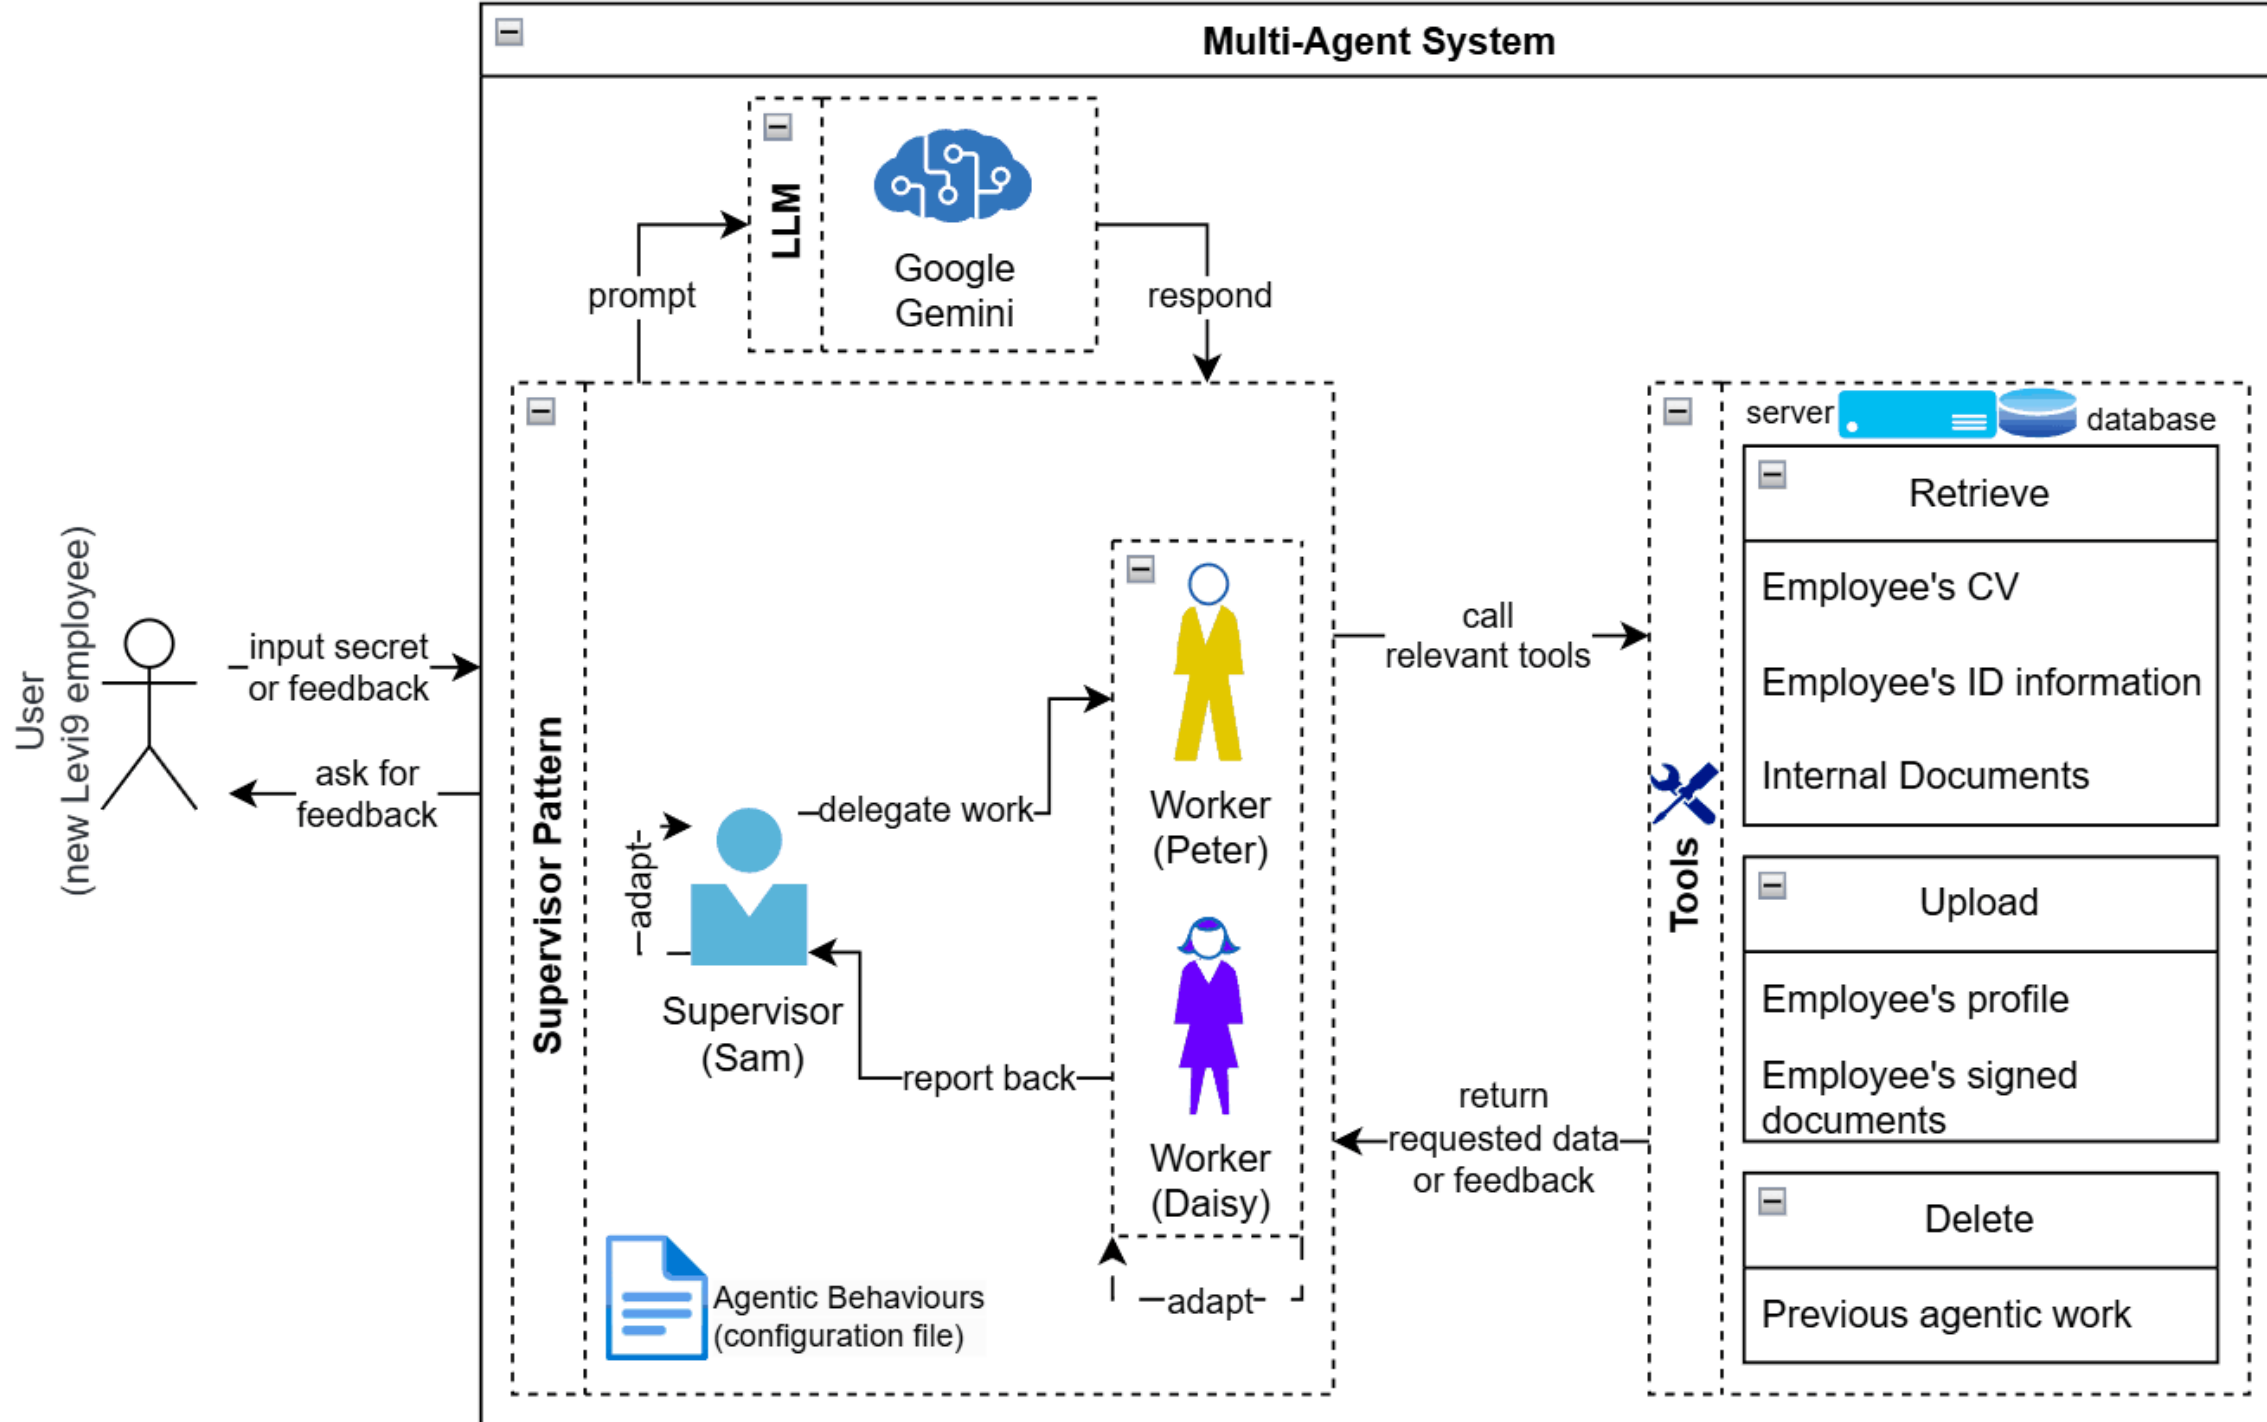 Multi-Agent System
LLM
Google
Gemini
prompt
respond
User
(new Levi9 employee)
input secret
or feedback
ask for
feedback
Supervisor Pattern
adapt
Supervisor
(Sam)
delegate work
report back
Worker
(Peter)
Worker
(Daisy)
adapt
Agentic Behaviours
(configuration file)
call
relevant tools
return
requested data
or feedback
Tools
server
database
Retrieve
Employee's CV
Employee's ID information
Internal Documents
Upload
Employee's profile
Employee's signed
documents
Delete
Previous agentic work